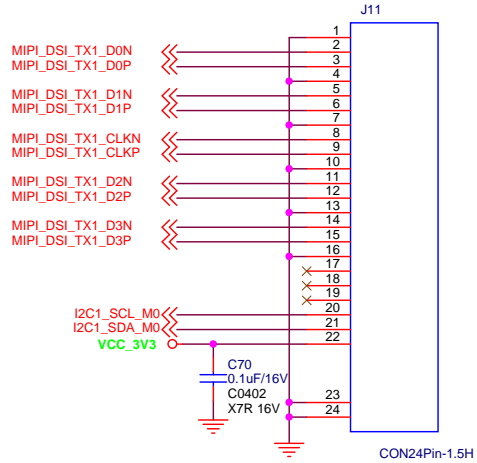 J11
1
MIPI_DSI_TX1_D0N 2
MIPI_DSI_TX1_D0P 3
4
MIPI_DSI_TX1_D1N 5
MIPI_DSI_TX1_D1P 6
7
MIPI_DSI_TX1_CLKN 8
MIPI_DSI_TX1_CLKP 9
10
MIPI_DSI_TX1_D2N 11
MIPI_DSI_TX1_D2P 12
13
MIPI_DSI_TX1_D3N 14
MIPI_DSI_TX1_D3P 15
16
17
18
19
I2C1_SCL_M0 20
I2C1_SDA_M0 21
VCC_3V3 22
C70
0.1uF/16V
C0402
X7R 16V
23
24
CON24Pin-1.5H